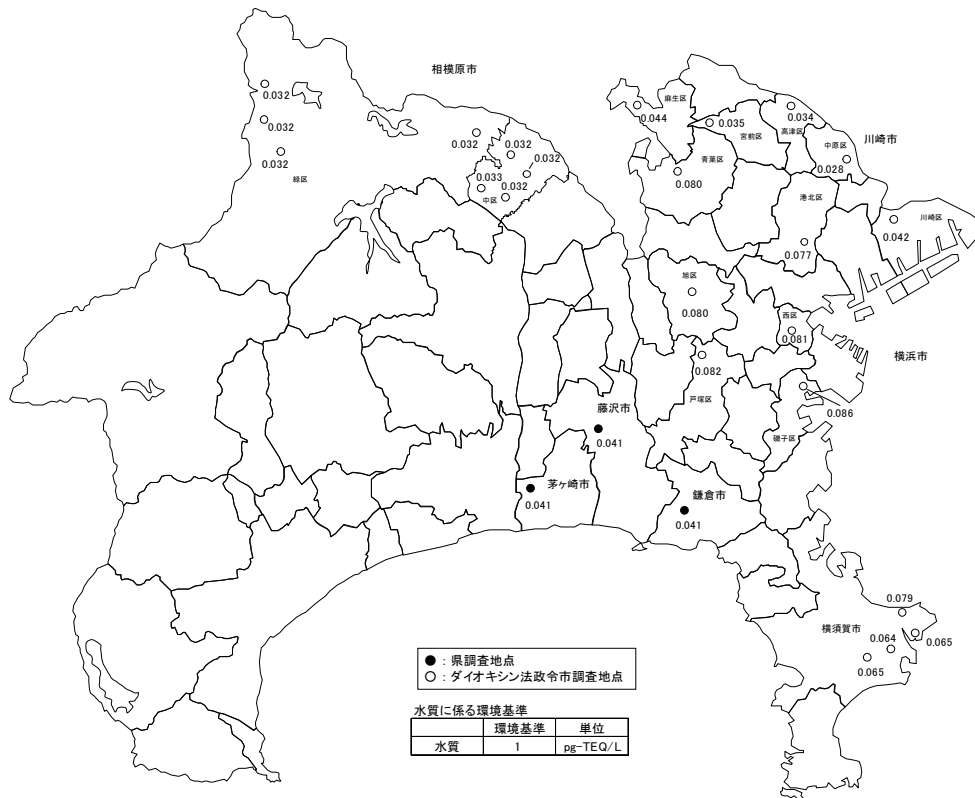 相模原市
0.032
0.032
0.032
緑区
0.032
0.032
0.032
0.033
0.032
中区
麻生区
0.044
0.035
宮前区
高津区
0.034
川崎市
中原区
0.028
青葉区
0.080
港北区
0.077
川崎区
0.042
旭区
0.080
西区
0.081
横浜市
0.082
戸塚区
0.086
磯子区
藤沢市
0.041
茅ヶ崎市
0.041
鎌倉市
0.041
横須賀市
0.079
0.064
0.065
0.065
● : 県調査地点
○ : ダイオキシン法政令市調査地点
水質に係る環境基準
環境基準 単位
水質 1 pg-TEQ/L